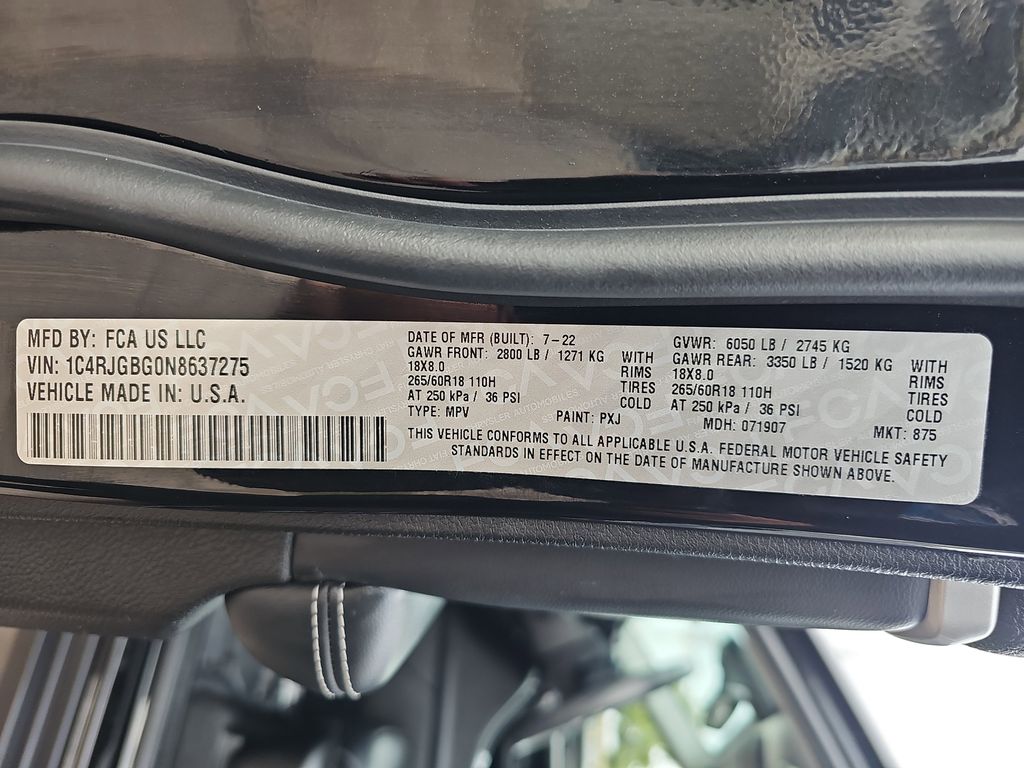 MFD BY: FCA US LLC
VIN: 1C4RJGBG0N8637275
VEHICLE MADE IN: U.S.A.
DATE OF MFR (BUILT): 7-22
GAWR FRONT: 2800 LB / 1271 KG WITH
18X8.0 RIMS
265/60R18 110H TIRES
AT 250 kPa / 36 PSI COLD
TYPE: MPV PAINT: PXJ
GVWR: 6050 LB / 2745 KG
GAWR REAR: 3350 LB / 1520 KG WITH
18X8.0 RIMS
265/60R18 110H TIRES
AT 250 kPa / 36 PSI COLD
MDH: 071907 MKT: 875
THIS VEHICLE CONFORMS TO ALL APPLICABLE U.S.A. FEDERAL MOTOR VEHICLE SAFETY
STANDARDS IN EFFECT ON THE DATE OF MANUFACTURE SHOWN ABOVE.